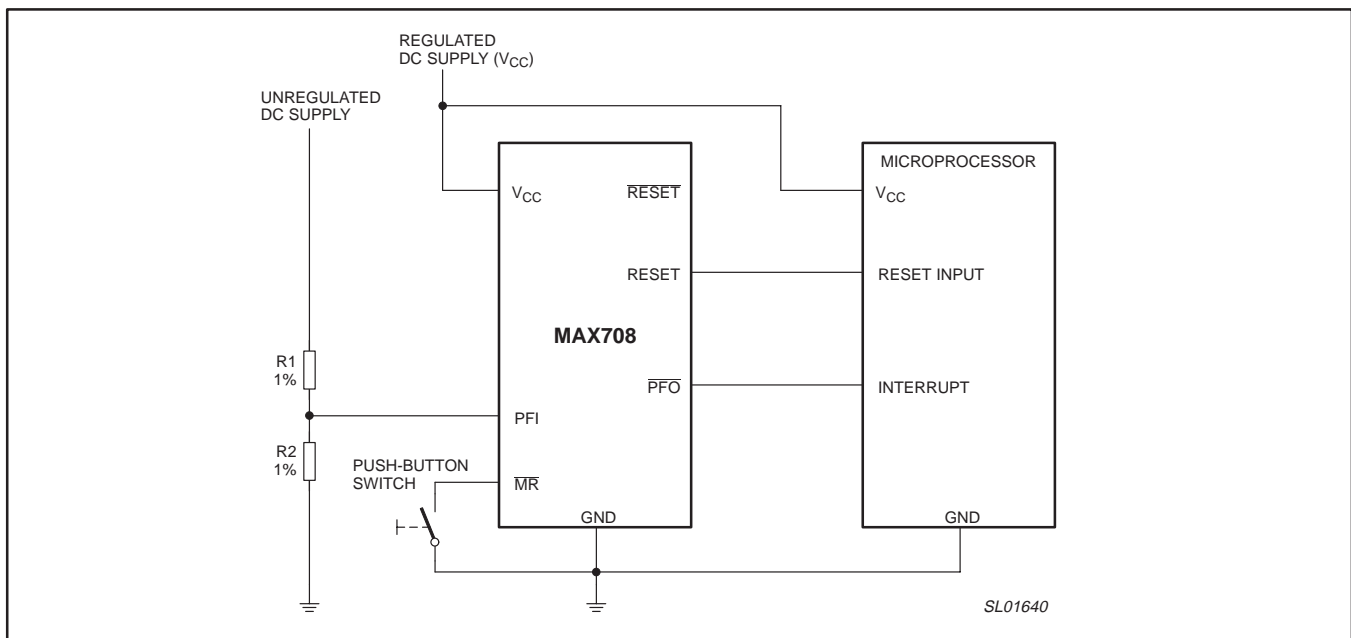 REGULATED
DC SUPPLY (VCC)
UNREGULATED
DC SUPPLY
MICROPROCESSOR
VCC
RESET
VCC
RESET
RESET INPUT
MAX708
R1
1%
PFO
INTERRUPT
PFI
R2
1%
PUSH-BUTTON
SWITCH
MR
GND
GND
SL01640